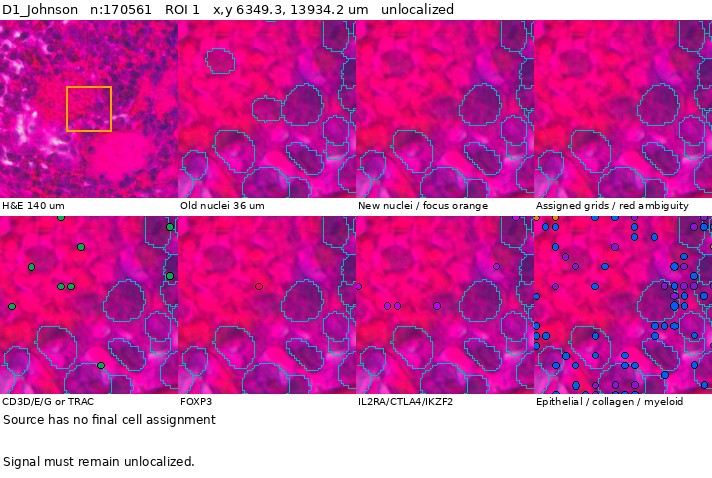 D1_Johnson n:170561 ROI 1 x,y 6349.3, 13934.2 um unlocalized
H&E 140 um
Old nuclei 36 um
New nuclei / focus orange
Assigned grids / red ambiguity
CD3D/E/G or TRAC
FOXP3
IL2RA/CTLA4/IKZF2
Epithelial / collagen / myeloid
Source has no final cell assignment
Signal must remain unlocalized.